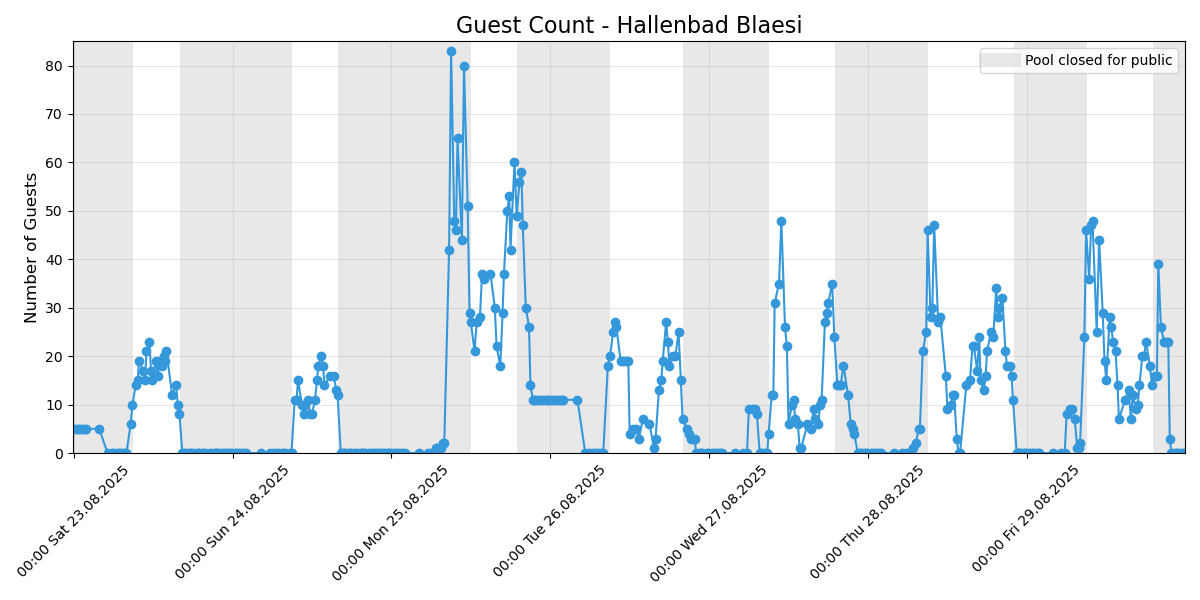 Guest Count - Hallenbad Blaesi
Pool closed for public
Number of Guests
80
70
60
50
40
30
20
10
0
00:00 Sat 23.08.2025
00:00 Sun 24.08.2025
00:00 Mon 25.08.2025
00:00 Tue 26.08.2025
00:00 Wed 27.08.2025
00:00 Thu 28.08.2025
00:00 Fri 29.08.2025